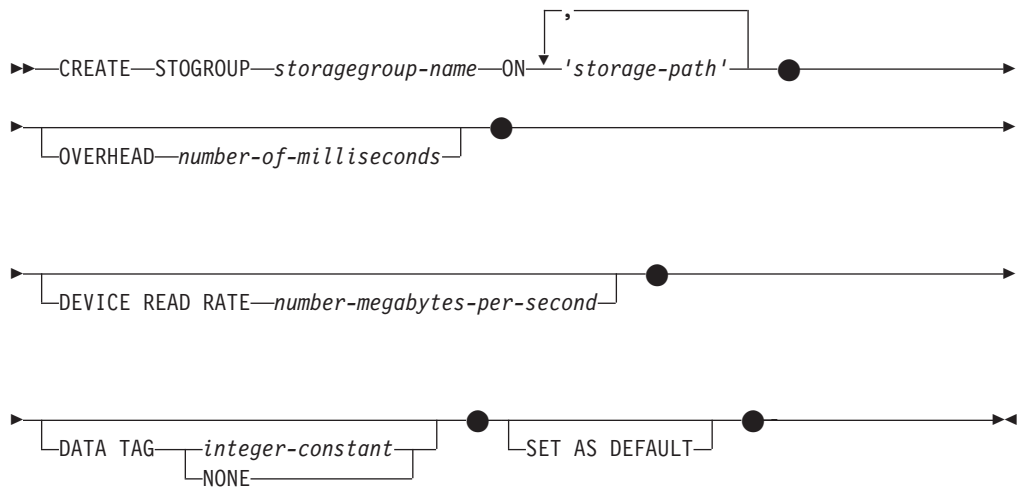 ,
CREATE STOGROUP storagegroup-name ON 'storage-path'
OVERHEAD number-of-milliseconds
DEVICE READ RATE number-megabytes-per-second
DATA TAG integer-constant SET AS DEFAULT
NONE